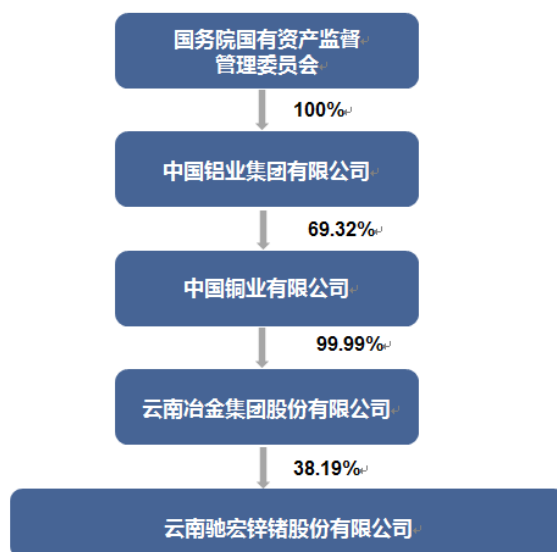 国务院国有资产监督
管理委员会
100%
中国铝业集团有限公司
69.32%
中国铜业有限公司
99.99%
云南冶金集团股份有限公司
38.19%
云南驰宏锌锗股份有限公司